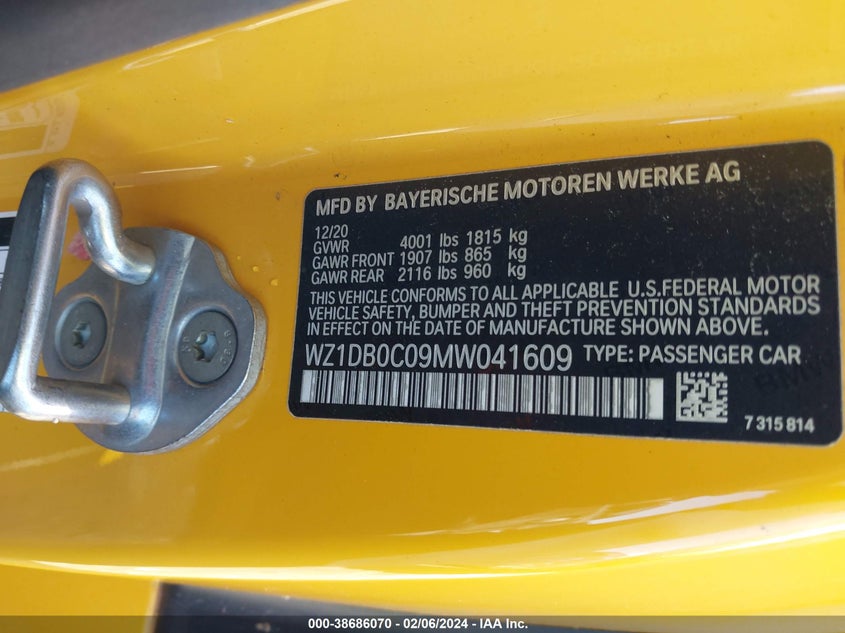 MFD BY BAYERISCHE MOTOREN WERKE AG
12/20
GVWR 4001 lbs 1815 kg
GAWR FRONT 1907 lbs 865 kg
GAWR REAR 2116 lbs 960 kg
THIS VEHICLE CONFORMS TO ALL APPLICABLE U.S.FEDERAL MOTOR
VEHICLE SAFETY, BUMPER, AND THEFT PREVENTION STANDARDS
IN EFFECT ON THE DATE OF MANUFACTURE SHOWN ABOVE.
WZ1DB0C09MW041609 TYPE: PASSENGER CAR
7 315 814
000-38686070 - 02/06/2024 - IAA Inc.